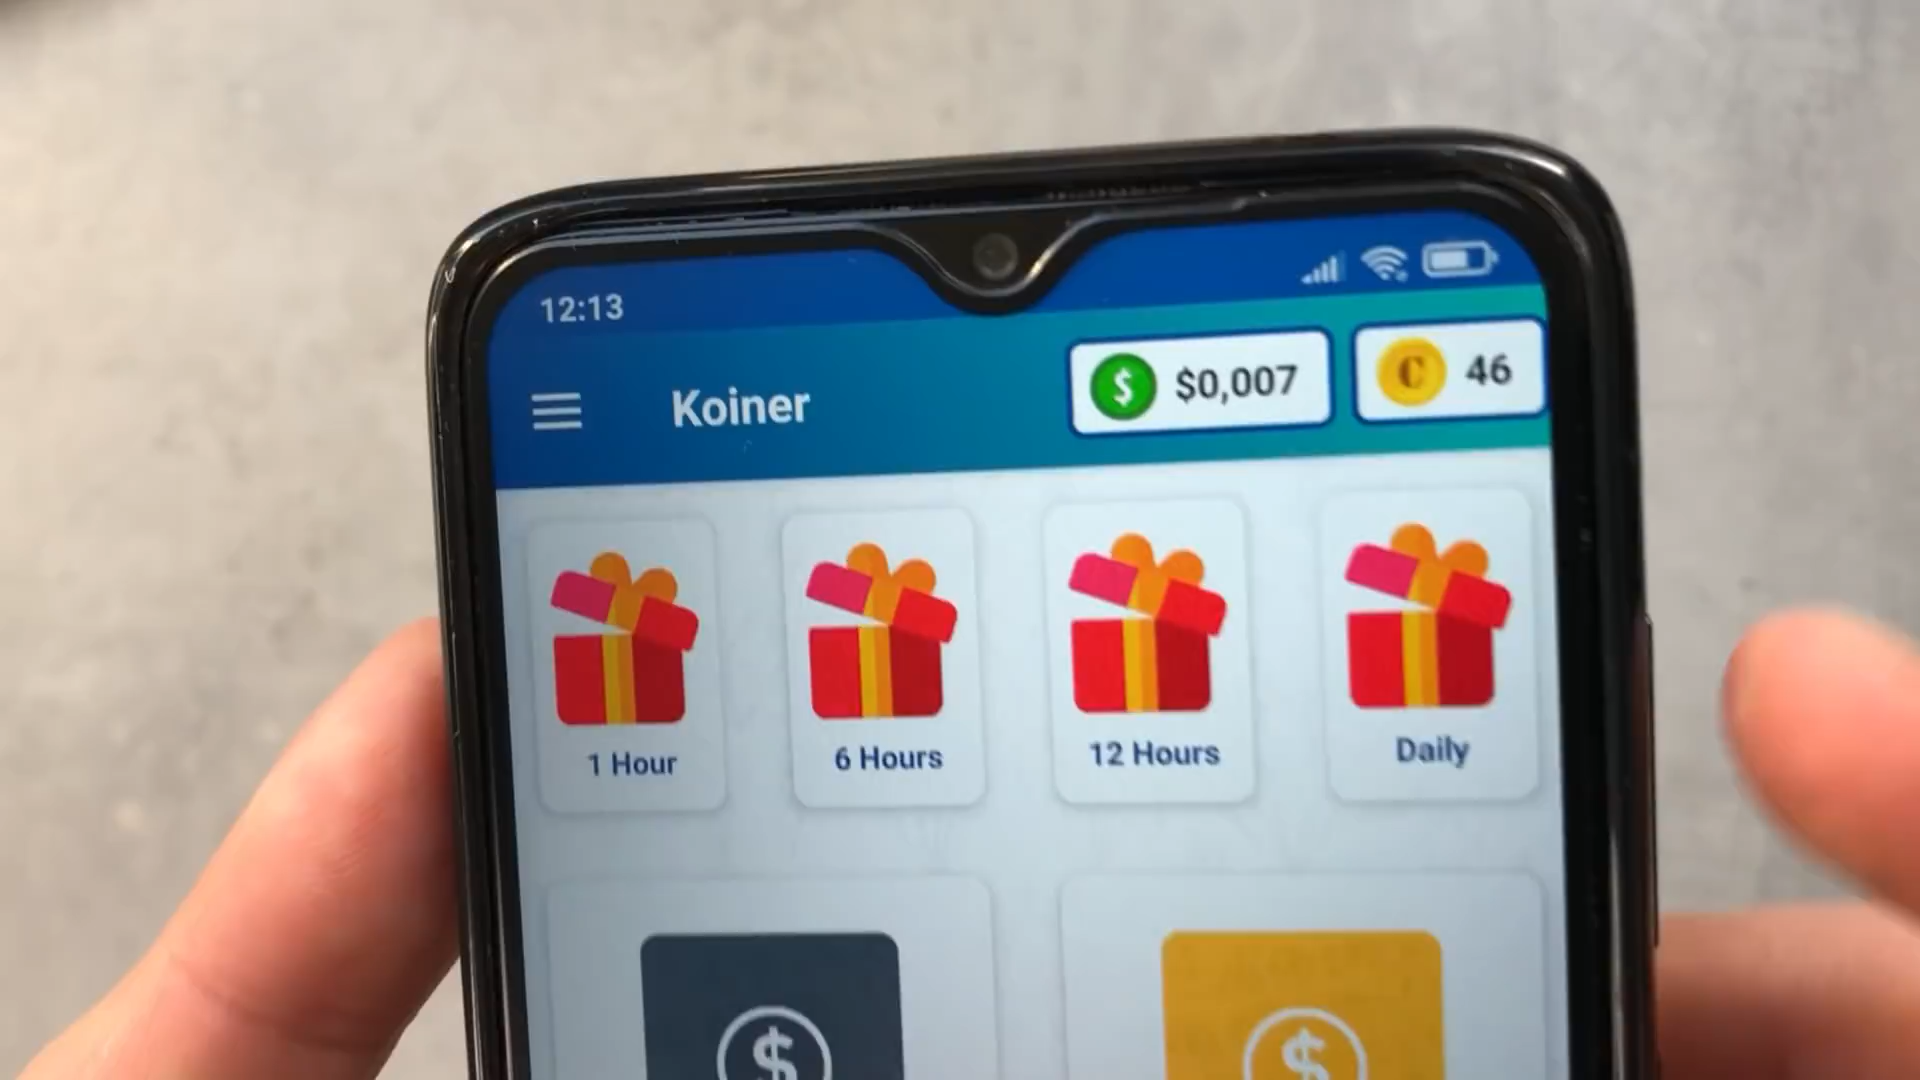 12:13
Koiner
$0,007
C 46
1 Hour
6 Hours
12 Hours
Daily
$
$